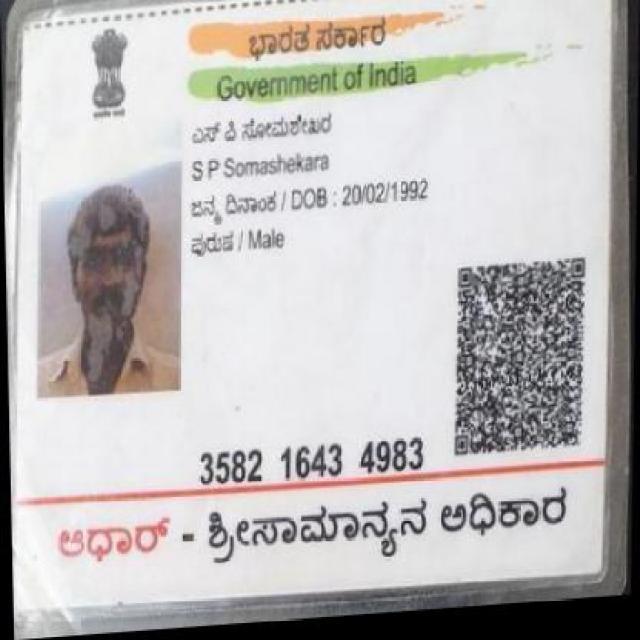 ಭಾರತ ಸರ್ಕಾರ
Government of India
ಎಸ್ ಪಿ ಸೋಮಶೇಖರ
S P Somashekara
ಜನ್ಮ ದಿನಾಂಕ / DOB : 20/02/1992
ಪುರುಷ / Male
3582 1643 4983
ಆಧಾರ್ - ಶ್ರೀಸಾಮಾನ್ಯನ ಅಧಿಕಾರ